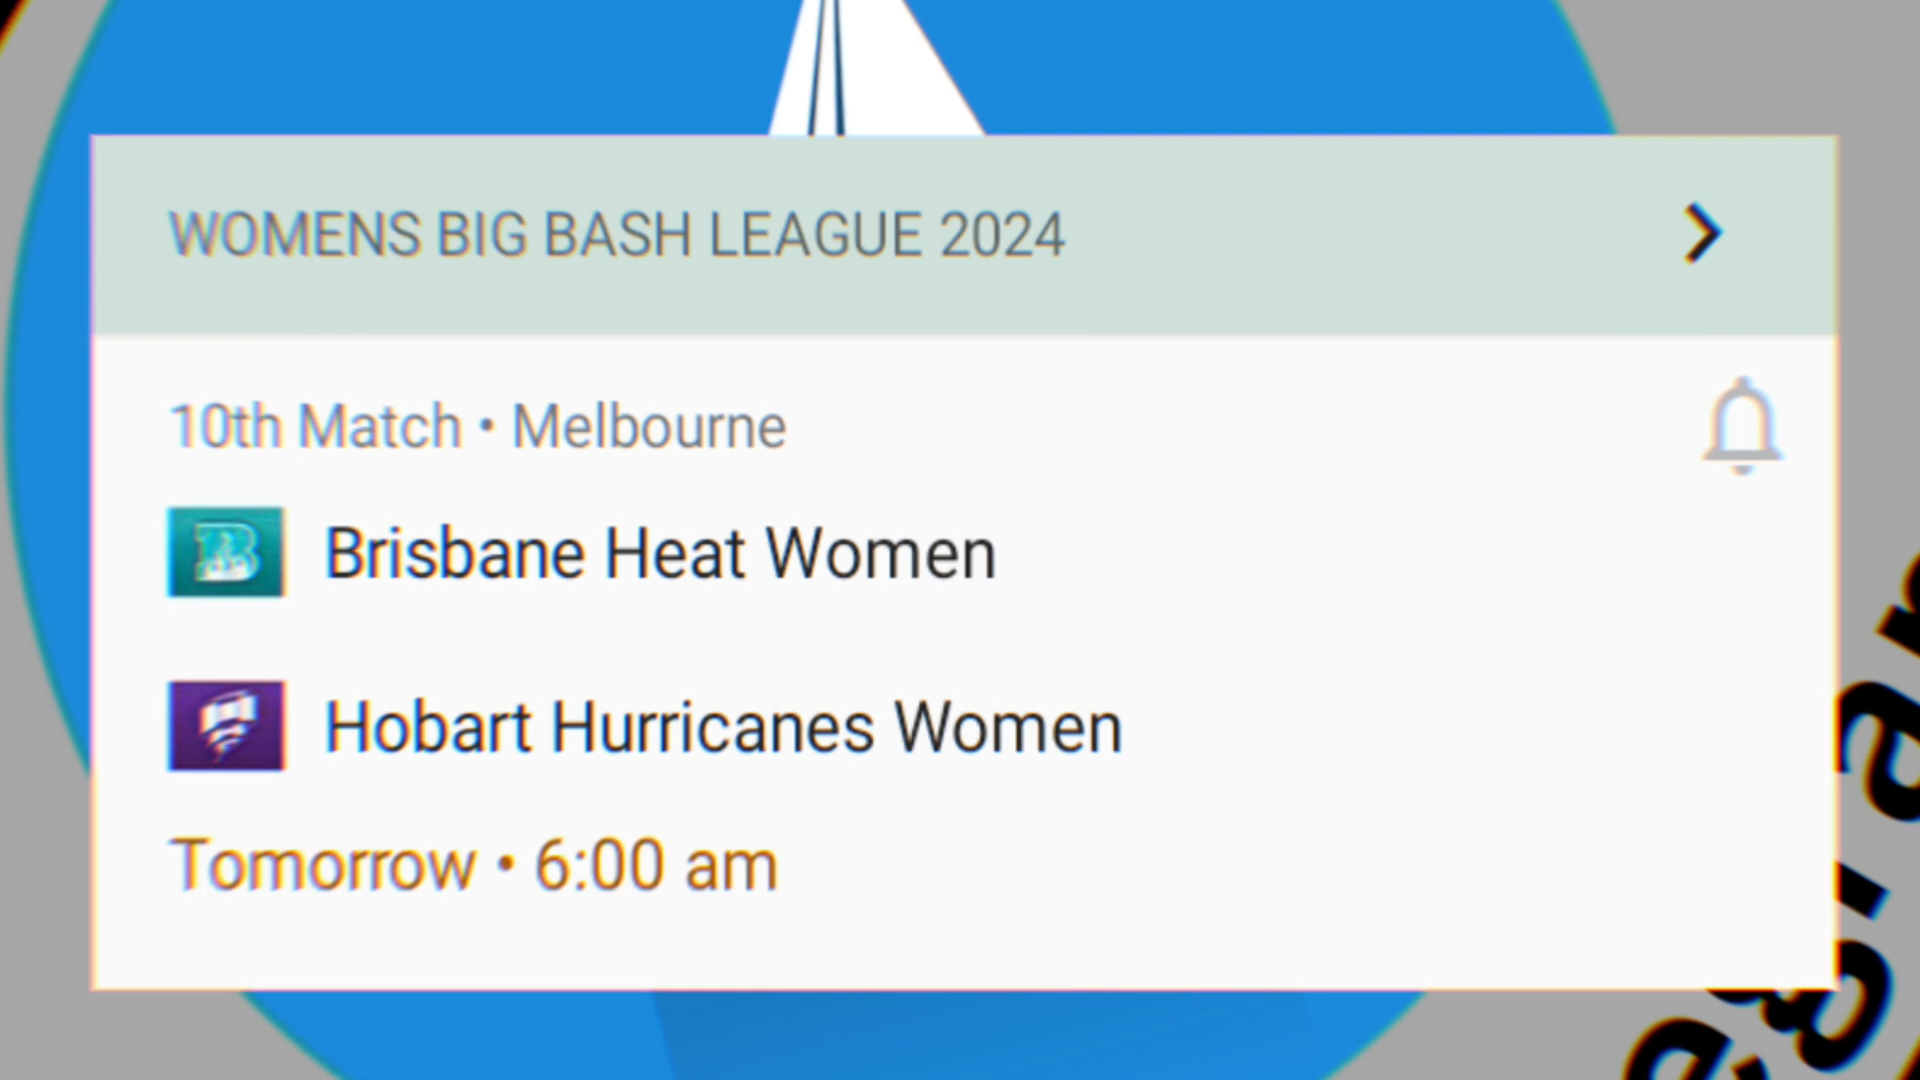 WOMENS BIG BASH LEAGUE 2024
10th Match • Melbourne
B
Brisbane Heat Women
Hobart Hurricanes Women
Tomorrow • 6:00 am